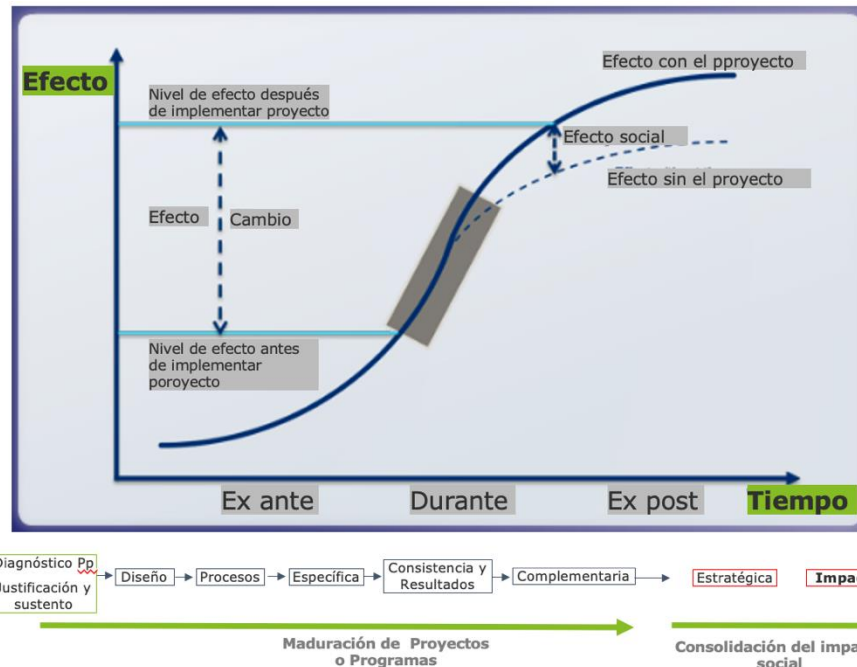 Efecto
Efecto con el pproyecto
Nivel de efecto después
de implementar proyecto
Efecto social
Efecto sin el proyecto
Efecto
Cambio
Nivel de efecto antes
de implementar
poroyecto
Ex ante
Durante
Ex post
Tiempo
Diagnóstico Pp
Justificación y
sustento
Diseño
Procesos
Específica
Consistencia y
Resultados
Complementaria
Estratégica
Impa
Maduración de Proyectos
o Programas
Consolidación del impa
social